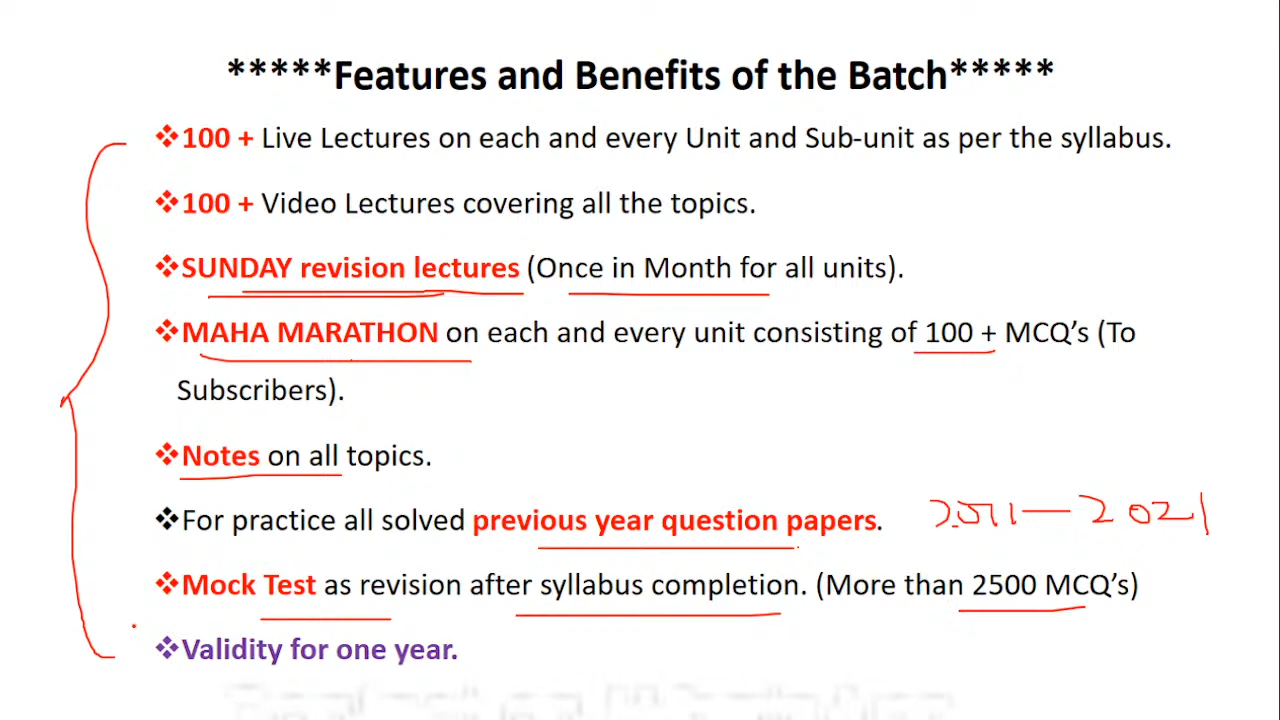 *****Features and Benefits of the Batch*****
❖100 + Live Lectures on each and every Unit and Sub-unit as per the syllabus.
❖100 + Video Lectures covering all the topics.
❖SUNDAY revision lectures (Once in Month for all units).
❖MAHA MARATHON on each and every unit consisting of 100 + MCQ’s (To
Subscribers).
❖Notes on all topics.
❖For practice all solved previous year question papers. 2011—2021
❖Mock Test as revision after syllabus completion. (More than 2500 MCQ’s)
❖Validity for one year.